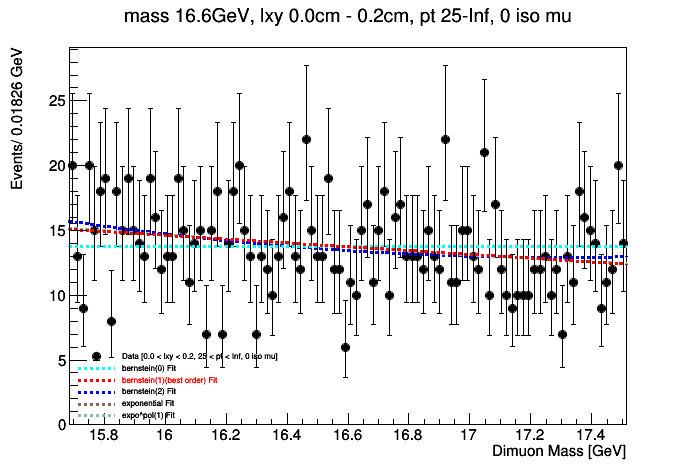 mass 16.6GeV, lxy 0.0cm - 0.2cm, pt 25-Inf, 0 iso mu
Events/ 0.01826 GeV
25
20
15
10
5
0
Data [0.0 < lxy < 0.2, 25 < pt < Inf, 0 iso mu]
bernstein(0) Fit
bernstein(1)(best order) Fit
bernstein(2) Fit
exponential Fit
expo*pol(1) Fit
15.8 16 16.2 16.4 16.6 16.8 17 17.2 17.4
Dimuon Mass [GeV]